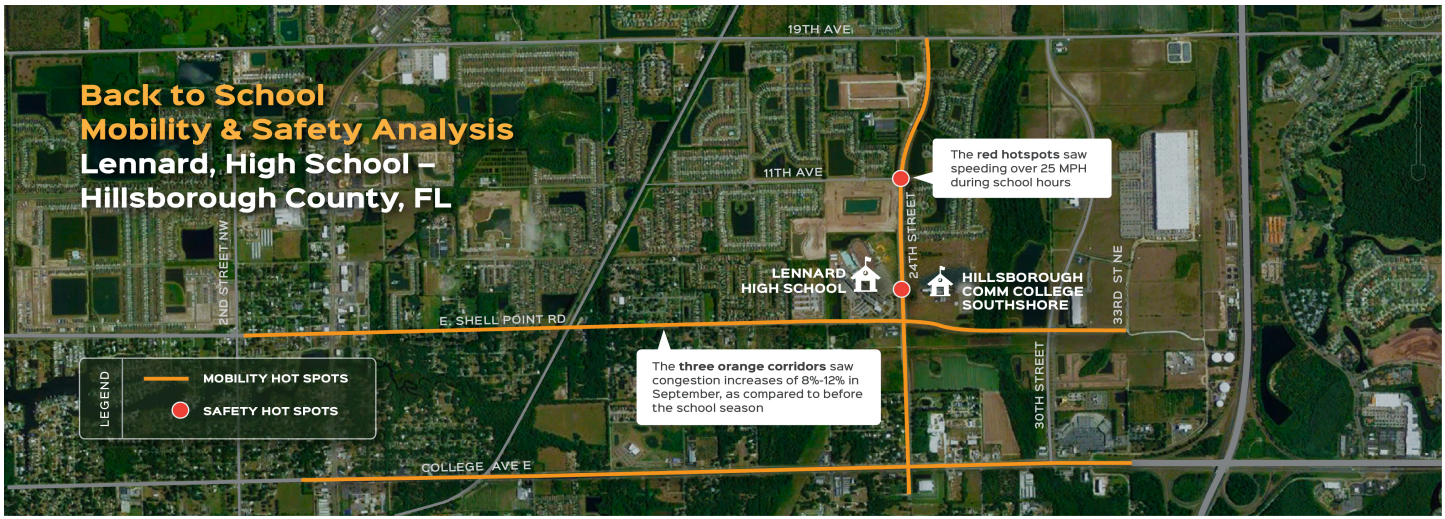 19TH AVE
Back to School
Mobility & Safety Analysis
Lennard, High School –
Hillsborough County, FL
The red hotspots saw
speeding over 25 MPH
during school hours
11TH AVE
24TH STREET
2ND STREET NW
LENNARD
HIGH SCHOOL
HILLSBOROUGH
COMM COLLEGE
SOUTHSHORE
33RD ST NE
E. SHELL POINT RD
The three orange corridors saw
congestion increases of 8%-12% in
September, as compared to before
the school season
30TH STREET
LEGEND
MOBILITY HOT SPOTS
SAFETY HOT SPOTS
COLLEGE AVE E